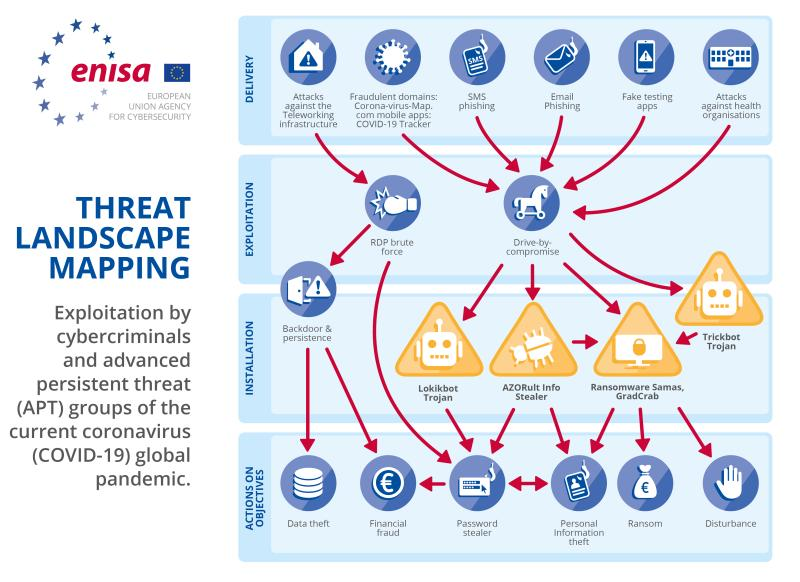 enisa
EUROPEAN
UNION AGENCY
FOR CYBERSECURITY
THREAT
LANDSCAPE
MAPPING
Exploitation by
cybercriminals
and advanced
persistent threat
(APT) groups of the
current coronavirus
(COVID-19) global
pandemic.
DELIVERY
Attacks
against the
Teleworking
infrastructure
Fraudulent domains:
Corona-virus-Map.
com mobile apps:
COVID-19 Tracker
SMS
SMS
phishing
Email
Phishing
Fake testing
apps
Attacks
against health
organisations
EXPLOITATION
RDP brute
force
Drive-by-
compromise
INSTALLATION
Backdoor &
persistence
Lokikbot
Trojan
AZORult Info
Stealer
Ransomware Samas,
GradCrab
Trickbot
Trojan
ACTIONS ON
OBJECTIVES
Data theft
€
Financial
fraud
Password
stealer
Personal
Information
theft
€
Ransom
Disturbance